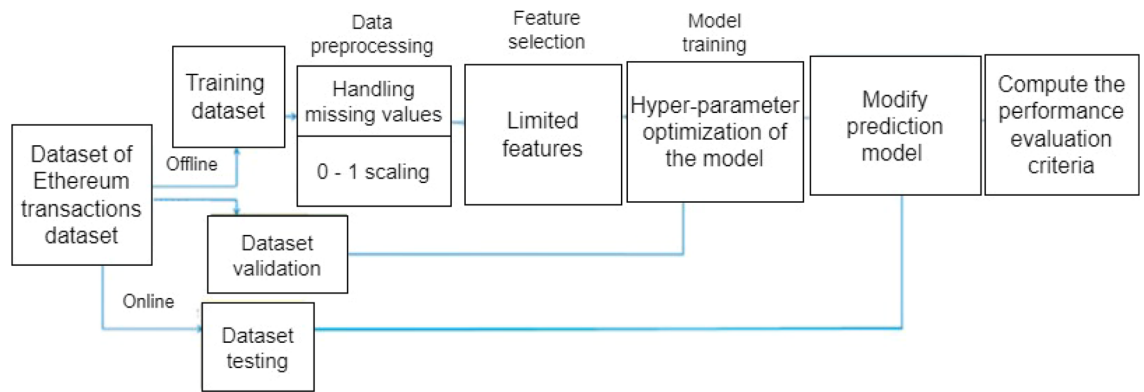 Data
preprocessing
Feature
selection
Model
training
Training
dataset
Handling
missing values
0 - 1 scaling
Limited
features
Hyper-parameter
optimization of
the model
Modify
prediction
model
Compute the
performance
evaluation
criteria
Dataset of
Ethereum
transactions
dataset
Offline
Dataset
validation
Online
Dataset
testing